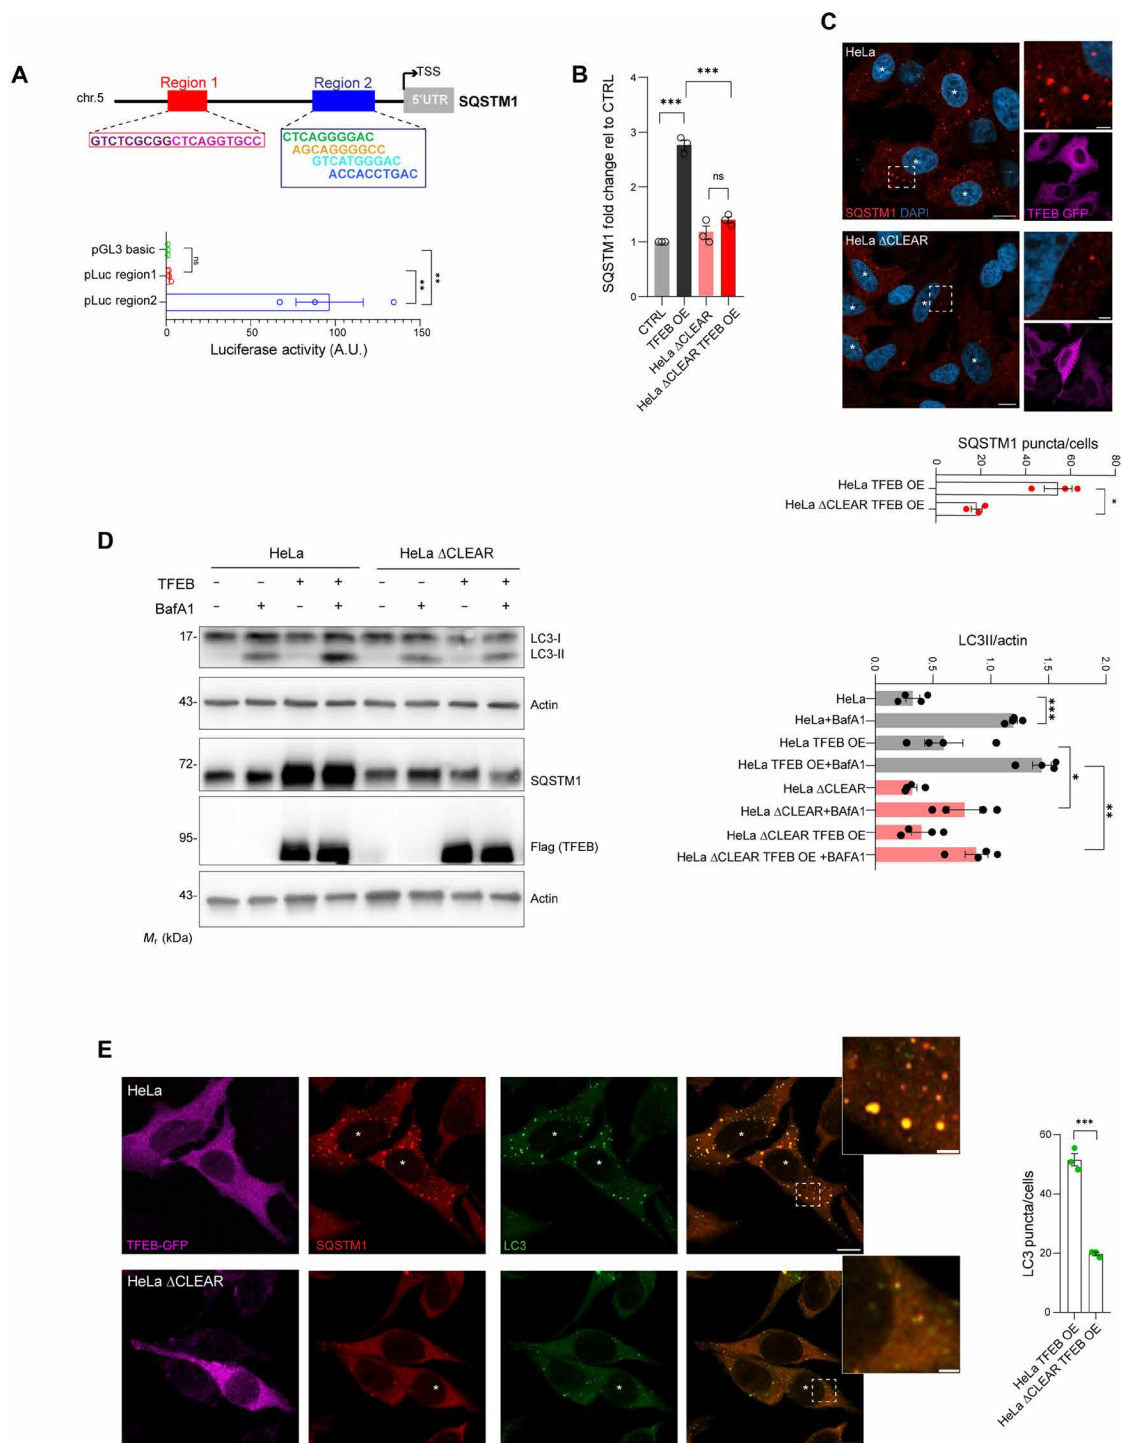 A
Region 1
Region 2
TSS
chr.5
5'UTR
SQSTM1
GTCTCGCGGCTCAGGTGCC
CTCAGGGGAC
AGCAGGGGCC
GTCATGGGAC
ACCACCTGAC
pGL3 basic
pLuc region1
pLuc region2
ns
**
**
0
50
100
150
Luciferase activity (A.U.)
B
SQSTM1 fold change rel to CTRL
4
3
2
1
0
***
***
ns
CTRL
TFEB OE
HeLa ΔCLEAR
HeLa ΔCLEAR TFEB OE
C
HeLa
SQSTM1 DAPI
TFEB GFP
HeLa ΔCLEAR
* * * *
* * * *
SQSTM1 puncta/cells
0
20
40
60
80
HeLa TFEB OE
HeLa ΔCLEAR TFEB OE
*
D
HeLa
HeLa ΔCLEAR
TFEB - - + + - - + +
BafA1 - + - + - + - +
17-
LC3-I
LC3-II
43-
Actin
72-
SQSTM1
95-
Flag (TFEB)
43-
Actin
Mr (kDa)
LC3II/actin
0.0
0.5
1.0
1.5
2.0
HeLa
HeLa+BafA1
HeLa TFEB OE
HeLa TFEB OE+BafA1
HeLa ΔCLEAR
HeLa ΔCLEAR+BAfA1
HeLa ΔCLEAR TFEB OE
HeLa ΔCLEAR TFEB OE +BAFA1
***
*
**
E
HeLa
TFEB-GFP
SQSTM1
LC3
HeLa ΔCLEAR
LC3 puncta/cells
60
40
20
0
***
HeLa TFEB OE
HeLa ΔCLEAR TFEB OE